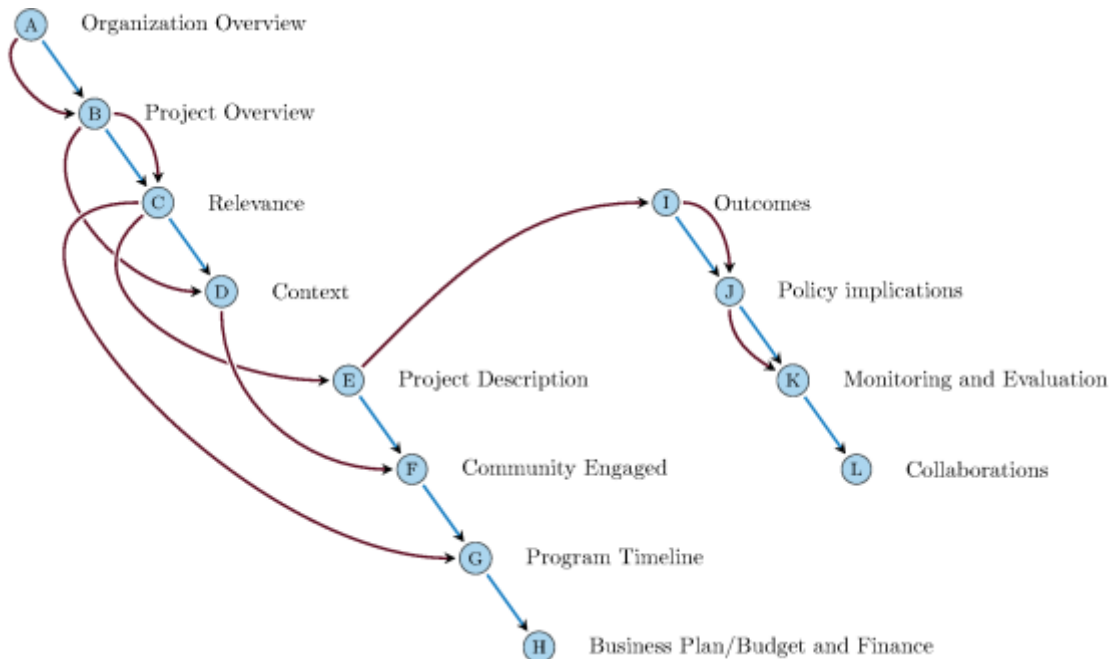 A Organization Overview
B Project Overview
C Relevance
I Outcomes
D Context
J Policy implications
E Project Description
K Monitoring and Evaluation
F Community Engaged
L Collaborations
G Program Timeline
H Business Plan/Budget and Finance